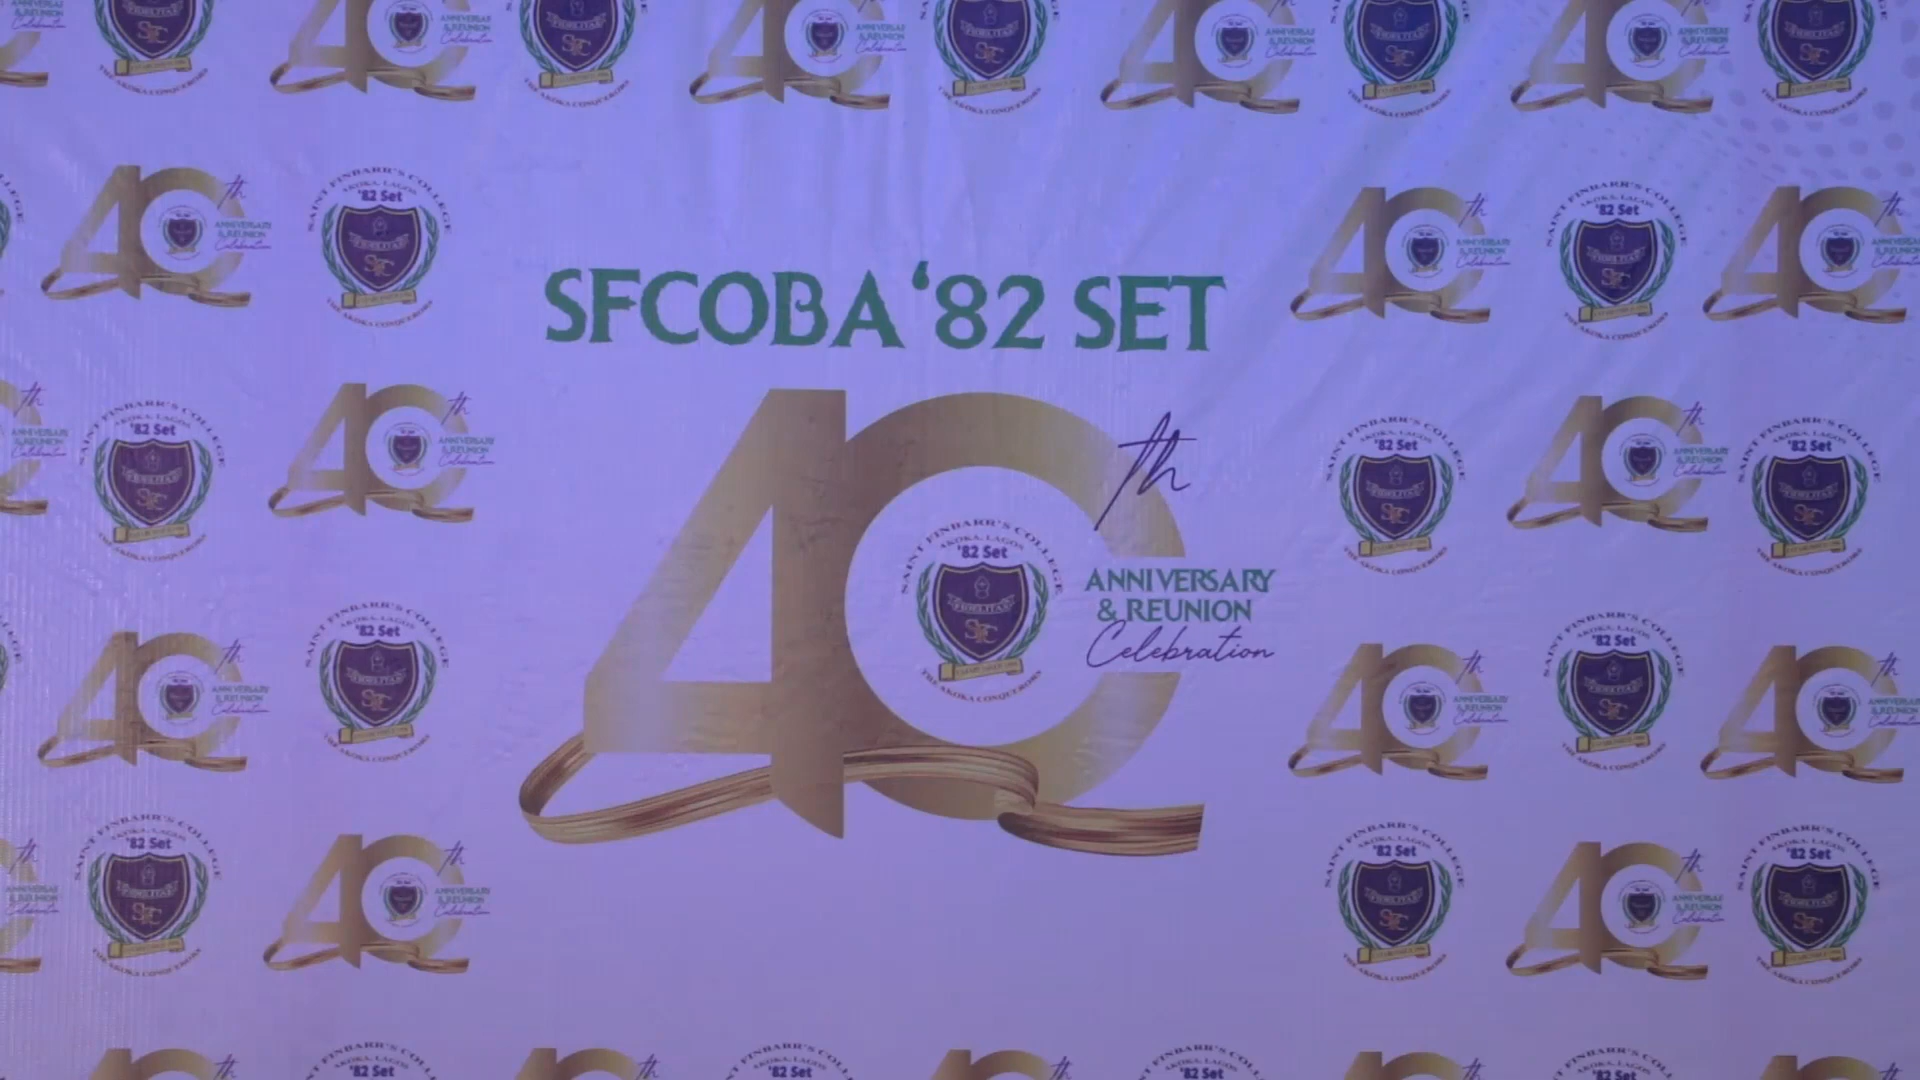 SFCOBA '82 SET
40th
ANNIVERSARY
& REUNION
Celebration
SAINT FINBARR'S COLLEGE
AKOKA, LAGOS
'82 Set
FIDELITAS
SFC
THE AKOKA CONQUERORS